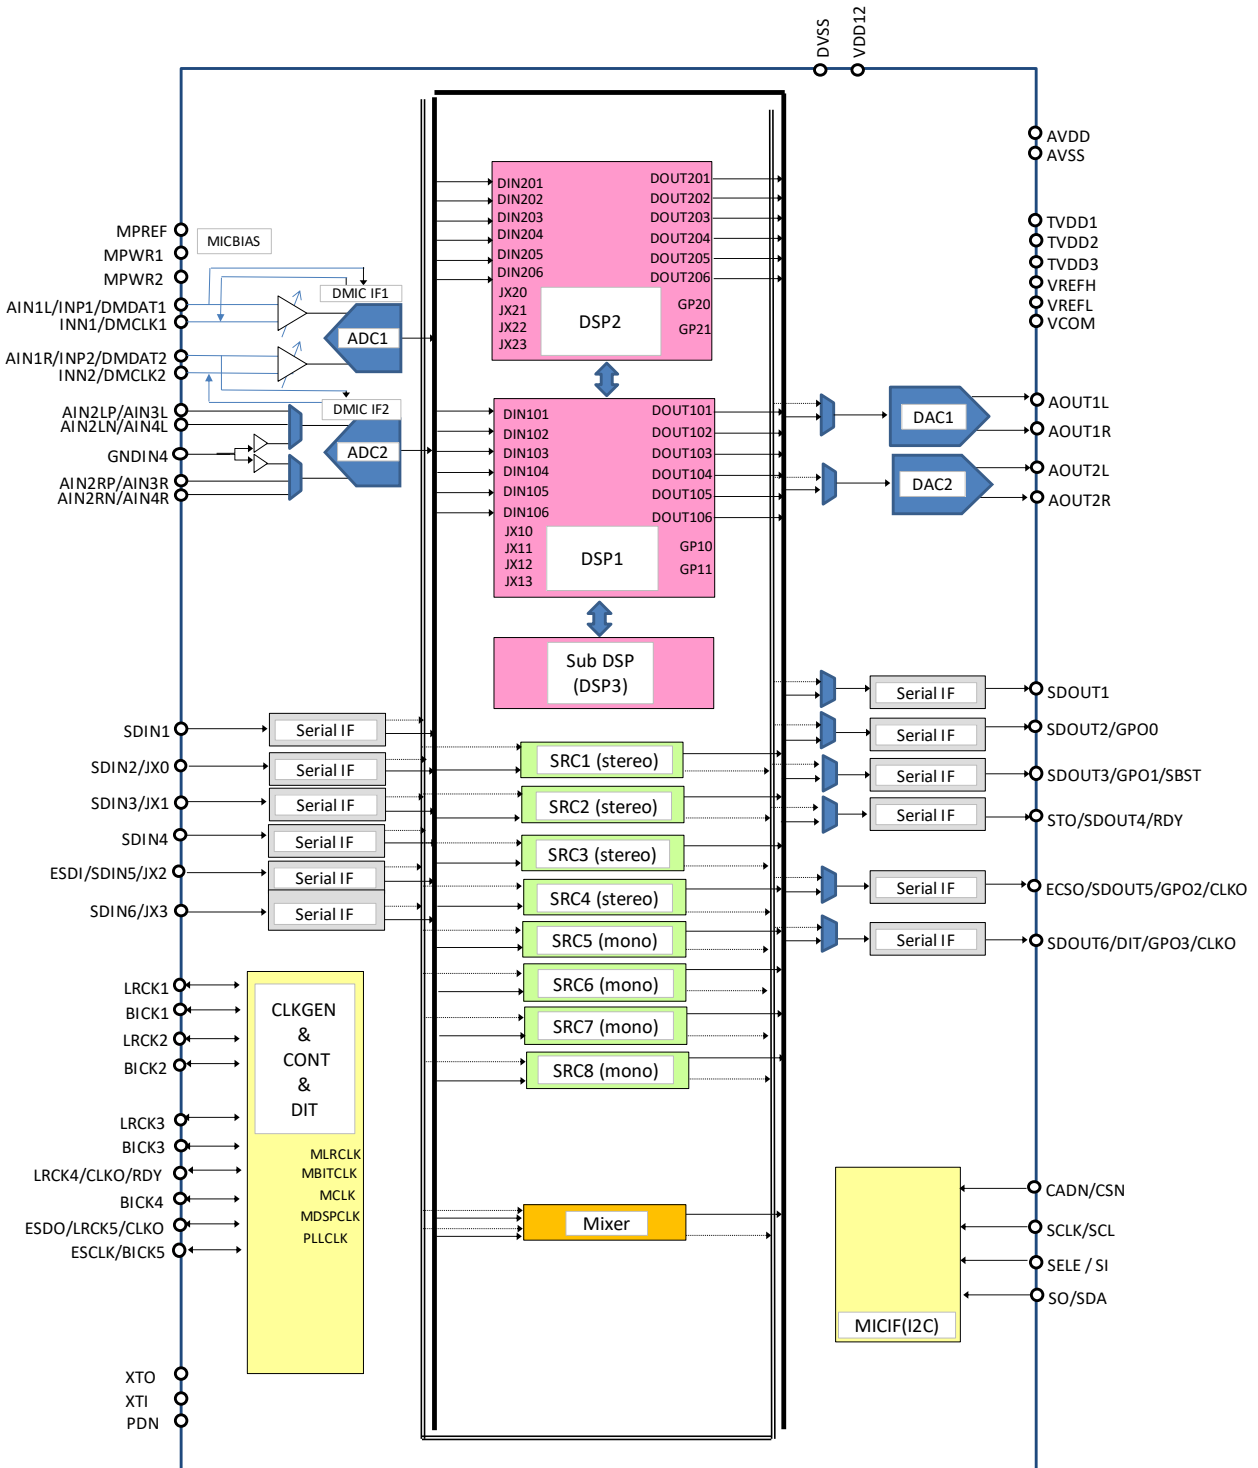 DVSS
VDD12
AVDD
AVSS
TVDD1
TVDD2
TVDD3
VREFH
VREFL
VCOM
MPREF
MPWR1
MPWR2
MICBIAS
AIN1L/INP1/DMDAT1
INN1/DMCLK1
AIN1R/INP2/DMDAT2
INN2/DMCLK2
AIN2LP/AIN3L
AIN2LN/AIN4L
GNDIN4
AIN2RP/AIN3R
AIN2RN/AIN4R
DMIC IF1
ADC1
DMIC IF2
ADC2
DIN201
DIN202
DIN203
DIN204
DIN205
DIN206
JX20
JX21
JX22
JX23
DSP2
DOUT201
DOUT202
DOUT203
DOUT204
DOUT205
DOUT206
GP20
GP21
DIN101
DIN102
DIN103
DIN104
DIN105
DIN106
JX10
JX11
JX12
JX13
DSP1
DOUT101
DOUT102
DOUT103
DOUT104
DOUT105
DOUT106
GP10
GP11
Sub DSP
(DSP3)
DAC1
DAC2
AOUT1L
AOUT1R
AOUT2L
AOUT2R
SDIN1
SDIN2/JX0
SDIN3/JX1
SDIN4
ESDI/SDIN5/JX2
SDIN6/JX3
Serial IF
Serial IF
Serial IF
Serial IF
Serial IF
Serial IF
SRC1 (stereo)
SRC2 (stereo)
SRC3 (stereo)
SRC4 (stereo)
SRC5 (mono)
SRC6 (mono)
SRC7 (mono)
SRC8 (mono)
Mixer
Serial IF
Serial IF
Serial IF
Serial IF
Serial IF
Serial IF
SDOUT1
SDOUT2/GPO0
SDOUT3/GPO1/SBST
STO/SDOUT4/RDY
ECSO/SDOUT5/GPO2/CLKO
SDOUT6/DIT/GPO3/CLKO
LRCK1
BICK1
LRCK2
BICK2
LRCK3
BICK3
LRCK4/CLKO/RDY
BICK4
ESDO/LRCK5/CLKO
ESCLK/BICK5
CLKGEN
&
CONT
&
DIT
MLRCLK
MBITCLK
MCLK
MDSPCLK
PLLCLK
XTO
XTI
PDN
MICIF(I2C)
CADN/CSN
SCLK/SCL
SELE / SI
SO/SDA